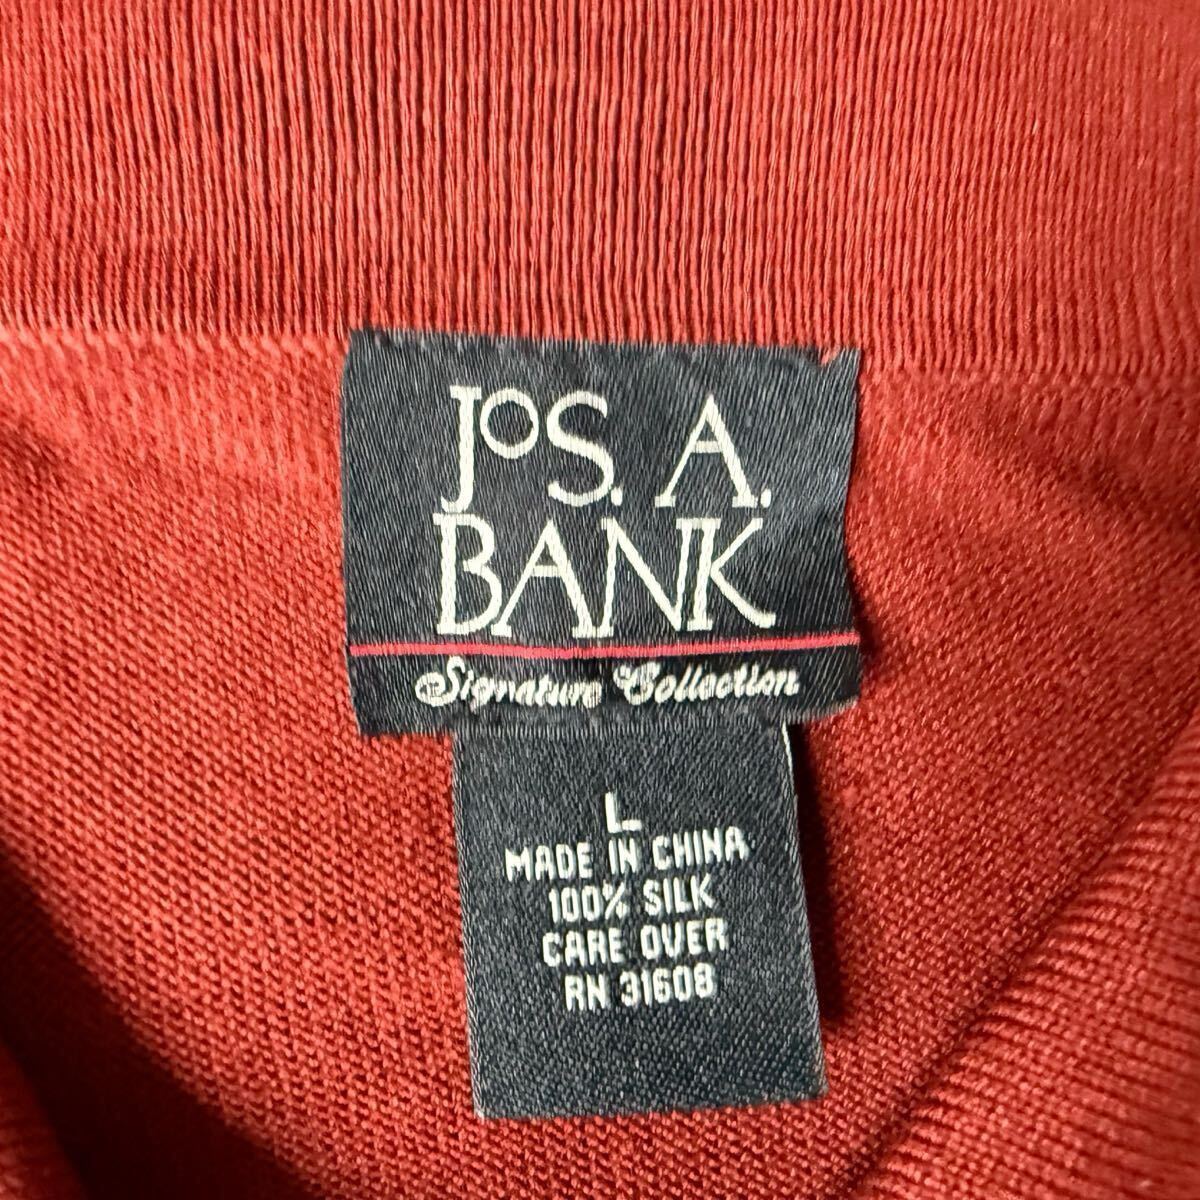 JoS. A.
BANK
Signature Collection
L
MADE IN CHINA
100% SILK
CARE OVER
RN 31608